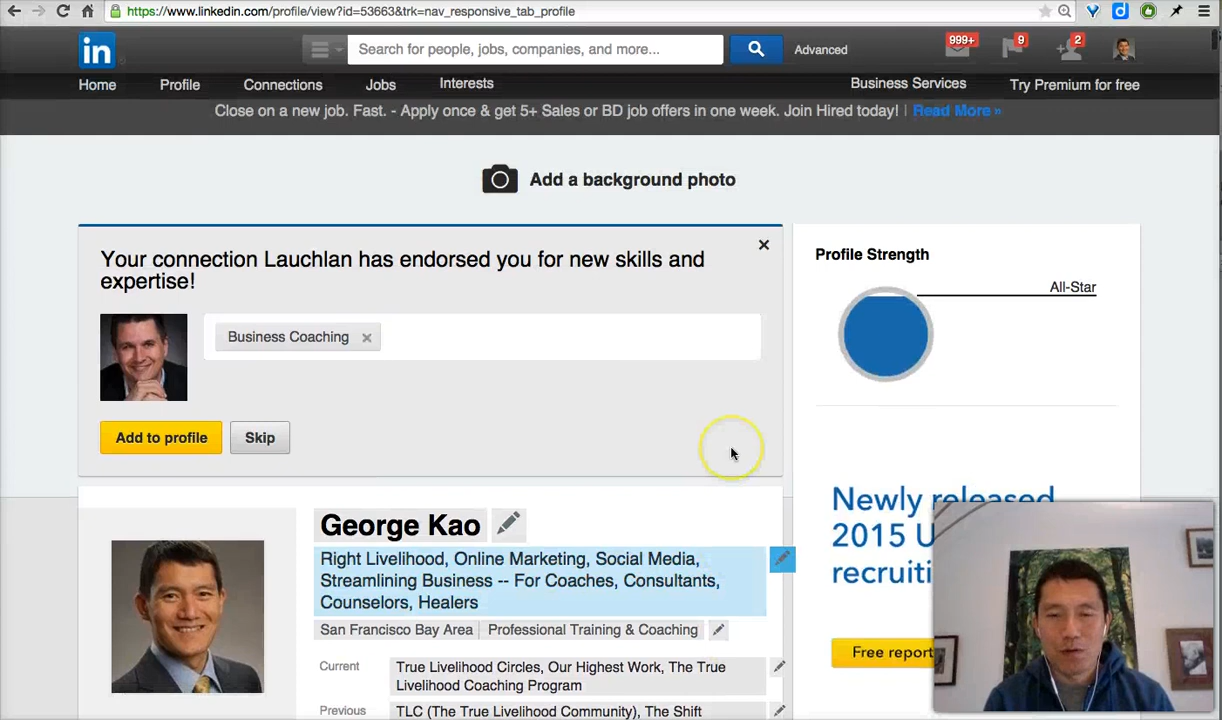 https://www.linkedin.com/profile/view?id=53663&trk=nav_responsive_tab_profile
in
Search for people, jobs, companies, and more...
Advanced
999+
9
2
Home
Profile
Connections
Jobs
Interests
Business Services
Try Premium for free
Close on a new job. Fast. - Apply once & get 5+ Sales or BD job offers in one week. Join Hired today! | Read More »
Add a background photo
Your connection Lauchlan has endorsed you for new skills and
expertise!
Business Coaching
Add to profile
Skip
Profile Strength
All-Star
Newly released
2015 U
recruiti
Free report
George Kao
Right Livelihood, Online Marketing, Social Media,
Streamlining Business -- For Coaches, Consultants,
Counselors, Healers
San Francisco Bay Area
Professional Training & Coaching
Current
True Livelihood Circles, Our Highest Work, The True
Livelihood Coaching Program
Previous
TLC (The True Livelihood Community), The Shift